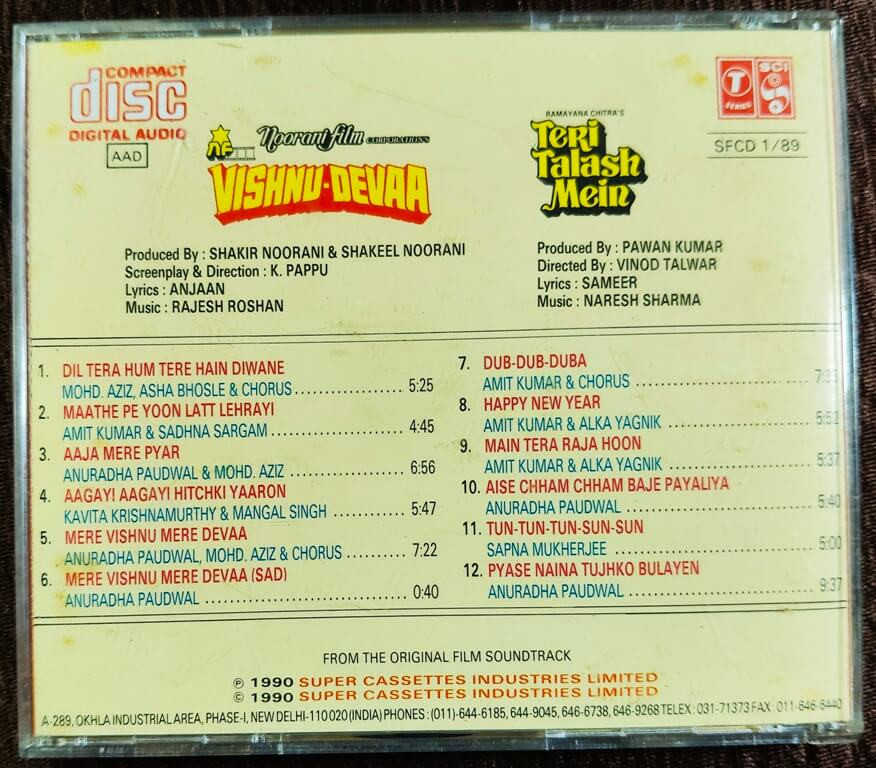 COMPACT
disc
DIGITAL AUDIO
AAD
NF
Noorani film CORPORATION'S
VISHNU-DEVAA
Produced By : SHAKIR NOORANI & SHAKEEL NOORANI
Screenplay & Direction : K. PAPPU
Lyrics : ANJAAN
Music : RAJESH ROSHAN
RAMAYANA CHITRA'S
Teri
Talash
Mein
Produced By : PAWAN KUMAR
Directed By : VINOD TALWAR
Lyrics : SAMEER
Music : NARESH SHARMA
T
SERIES
SCI
SFCD 1/89
1. DIL TERA HUM TERE HAIN DIWANE
MOHD. AZIZ, ASHA BHOSLE & CHORUS........................ 5:25
2. MAATHE PE YOON LATT LEHRAYI
AMIT KUMAR & SADHNA SARGAM.............................. 4:45
3. AAJA MERE PYAR
ANURADHA PAUDWAL & MOHD. AZIZ ......................... 6:56
4. AAGAYI AAGAYI HITCHKI YAARON
KAVITA KRISHNAMURTHY & MANGAL SINGH ............... 5:47
5. MERE VISHNU MERE DEVAA
ANURADHA PAUDWAL, MOHD. AZIZ & CHORUS .......... 7:22
6. MERE VISHNU MERE DEVAA (SAD)
ANURADHA PAUDWAL ........................................ 0:40
7. DUB-DUB-DUBA
AMIT KUMAR & CHORUS ...............................
8. HAPPY NEW YEAR
AMIT KUMAR & ALKA YAGNIK ......................... 5:52
9. MAIN TERA RAJA HOON
AMIT KUMAR & ALKA YAGNIK ......................... 5:37
10. AISE CHHAM CHHAM BAJE PAYALIYA
ANURADHA PAUDWAL ................................. 5:40
11. TUN-TUN-TUN-SUN-SUN
SAPNA MUKHERJEE ................................... 5:00
12. PYASE NAINA TUJHKO BULAYEN
ANURADHA PAUDWAL ................................. 9:37
FROM THE ORIGINAL FILM SOUNDTRACK
℗ 1990 SUPER CASSETTES INDUSTRIES LIMITED
© 1990 SUPER CASSETTES INDUSTRIES LIMITED
A-289, OKHLA INDUSTRIAL AREA, PHASE-I, NEW DELHI-110 020 (INDIA) PHONES : (011)-644-6185, 644-9045, 646-6738, 646-9268 TELEX : 031-71373 FAX : 011-646-6440